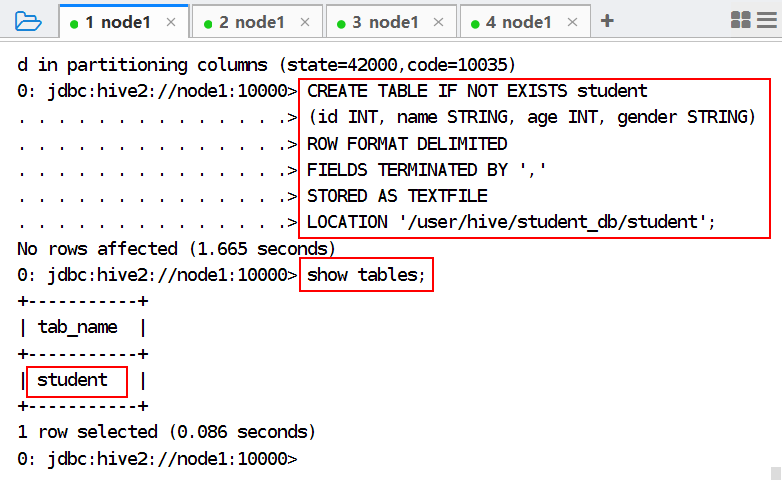 1 node1 × 2 node1 × 3 node1 × 4 node1 × +
d in partitioning columns (state=42000,code=10035)
0: jdbc:hive2://node1:10000> CREATE TABLE IF NOT EXISTS student
. . . . . . . . . . . . . .> (id INT, name STRING, age INT, gender STRING)
. . . . . . . . . . . . . .> ROW FORMAT DELIMITED
. . . . . . . . . . . . . .> FIELDS TERMINATED BY ','
. . . . . . . . . . . . . .> STORED AS TEXTFILE
. . . . . . . . . . . . . .> LOCATION '/user/hive/student_db/student';
No rows affected (1.665 seconds)
0: jdbc:hive2://node1:10000> show tables;
+-----------+
| tab_name  |
+-----------+
| student   |
+-----------+
1 row selected (0.086 seconds)
0: jdbc:hive2://node1:10000>